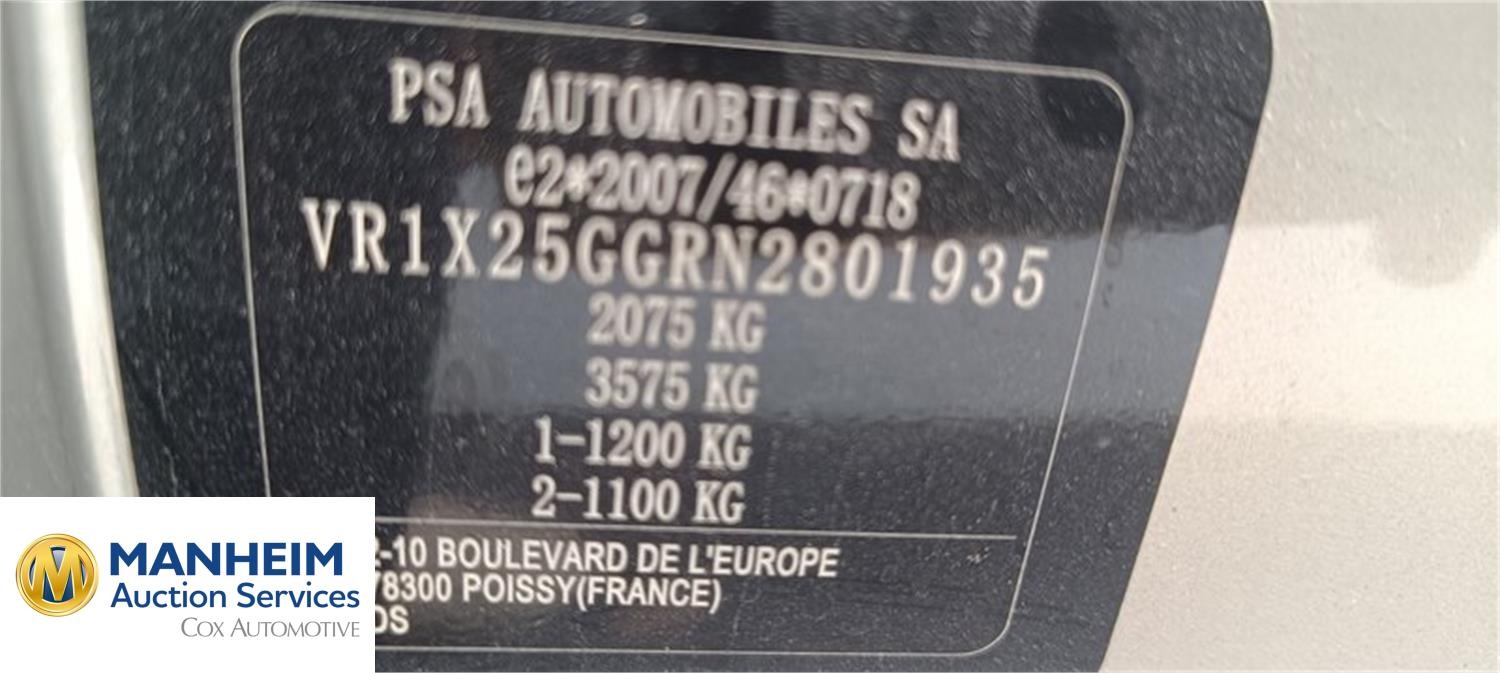 PSA AUTOMOBILES SA
e2*2007/46*0718
VR1X25GGRN2801935
2075 KG
3575 KG
1-1200 KG
2-1100 KG
2-10 BOULEVARD DE L'EUROPE
78300 POISSY(FRANCE)
DS
MANHEIM
Auction Services
COX AUTOMOTIVE